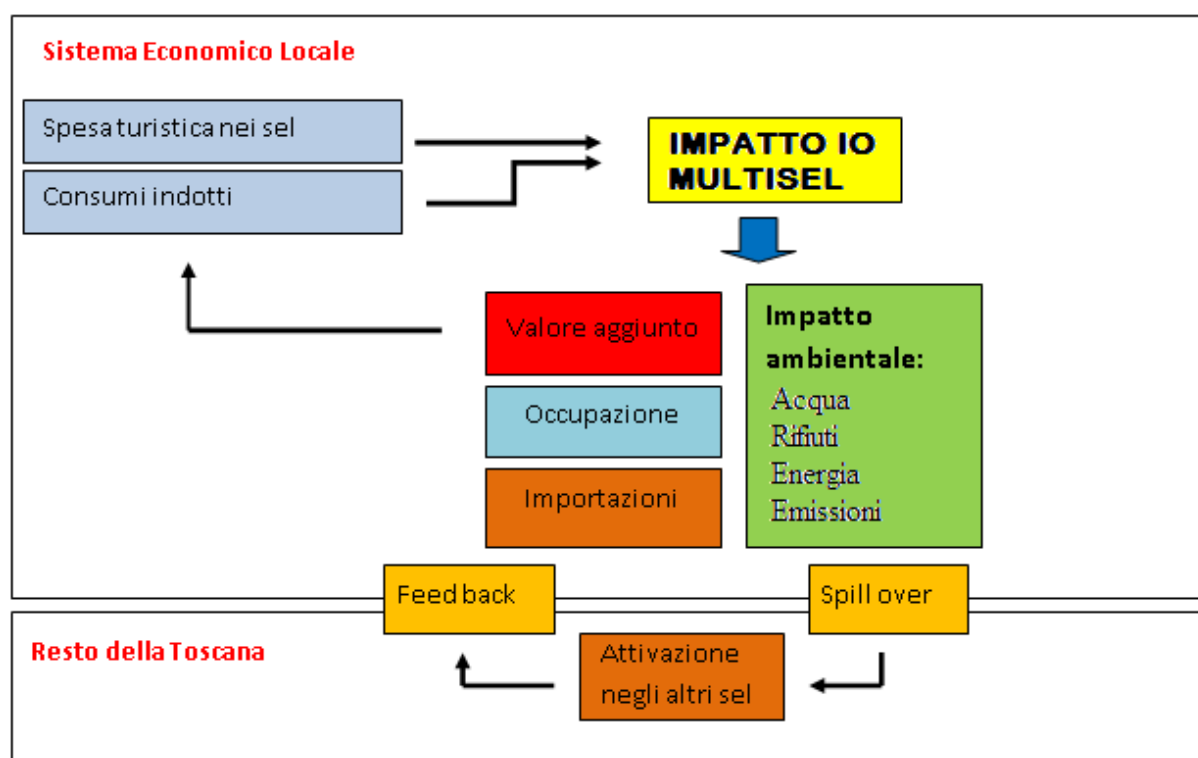 Sistema Economico Locale
Spesa turistica nei sel
Consumi indotti
IMPATTO IO
MULTISEL
Valore aggiunto
Occupazione
Importazioni
Impatto
ambientale:
Acqua
Rifiuti
Energia
Emissioni
Feed back
Spill over
Resto della Toscana
Attivazione
negli altri sel